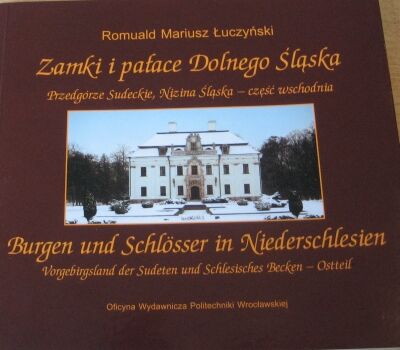 Romuald Mariusz Łuczyński
Zamki i pałace Dolnego Śląska
Przedgórze Sudeckie, Nizina Śląska – część wschodnia
Burgen und Schlösser in Niederschlesien
Vorgebirgsland der Sudeten und Schlesisches Becken – Ostteil
Oficyna Wydawnicza Politechniki Wrocławskiej